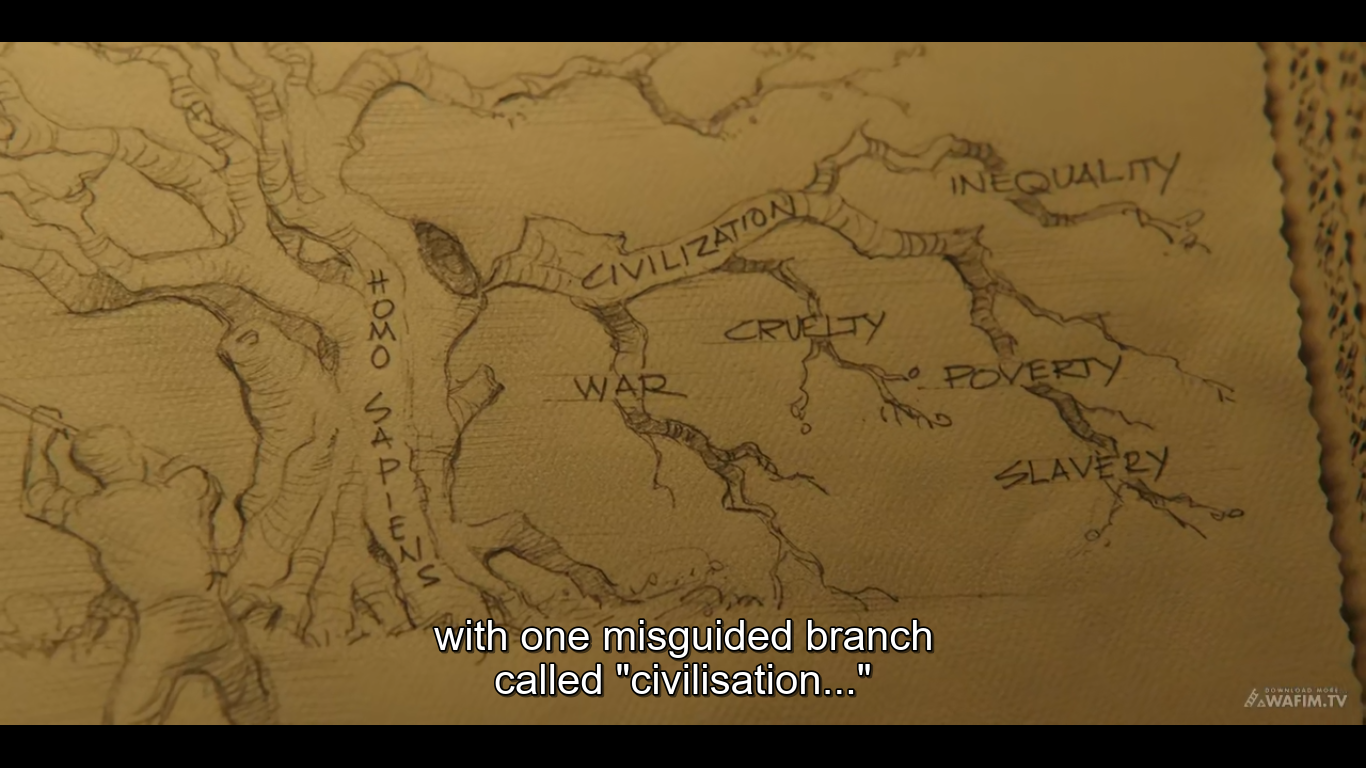 INEQUALITY
CIVILIZATION
HOMO SAPIENS
CRUELTY
WAR
POVERTY
SLAVERY
with one misguided branch
called "civilisation..."
DOWNLOAD MORE
WAFIM.TV